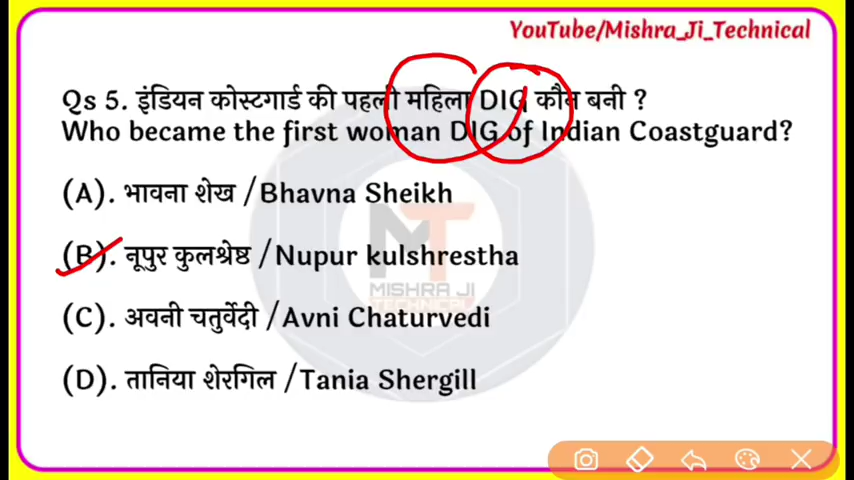 YouTube/Mishra_Ji_Technical
Qs 5. इंडियन कोस्टगार्ड की पहली महिला DIG कौन बनी ?
Who became the first woman DIG of Indian Coastguard?
(A). भावना शेख /Bhavna Sheikh
(B). नूपुर कुलश्रेष्ठ /Nupur kulshrestha
MISHRA JI
(C). अवनी चतुर्वेदी /Avni Chaturvedi
(D). तानिया शेरगिल /Tania Shergill